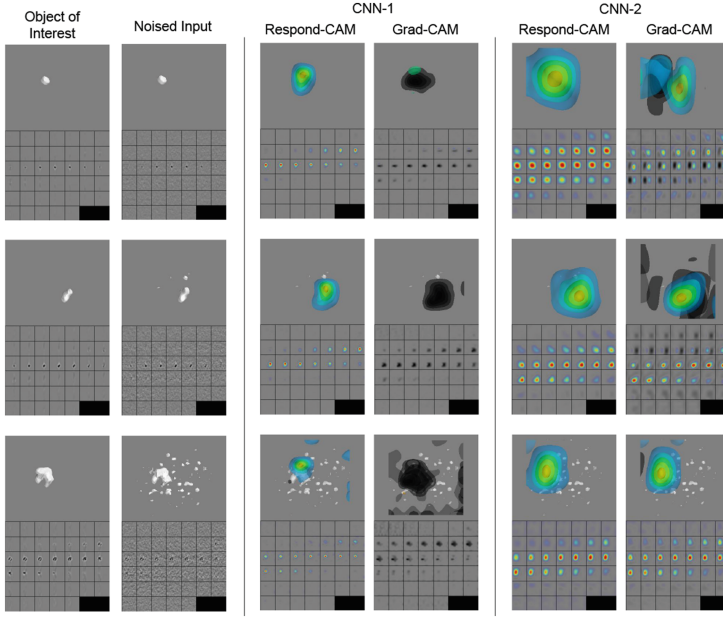 Object of
Interest
Noised Input
CNN-1
Respond-CAM
Grad-CAM
CNN-2
Respond-CAM
Grad-CAM